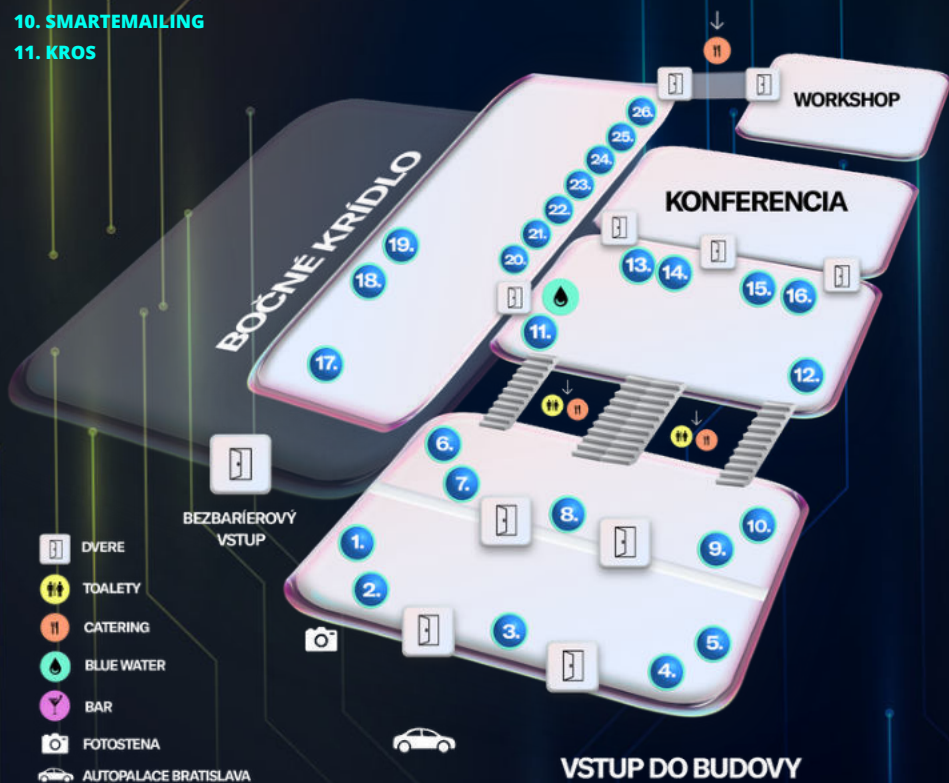 10. SMARTEMAILING
11. KROS
WORKSHOP
26.
25.
24.
23.
22.
21.
20.
KONFERENCIA
BOČNÉ KRÍDLO
19.
18.
17.
13.
14.
15.
16.
11.
12.
6.
7.
8.
9.
10.
BEZBARÍEROVÝ
VSTUP
1.
2.
3.
4.
5.
DVERE
TOALETY
CATERING
BLUE WATER
BAR
FOTOSTENA
AUTOPALACE BRATISLAVA
VSTUP DO BUDOVY